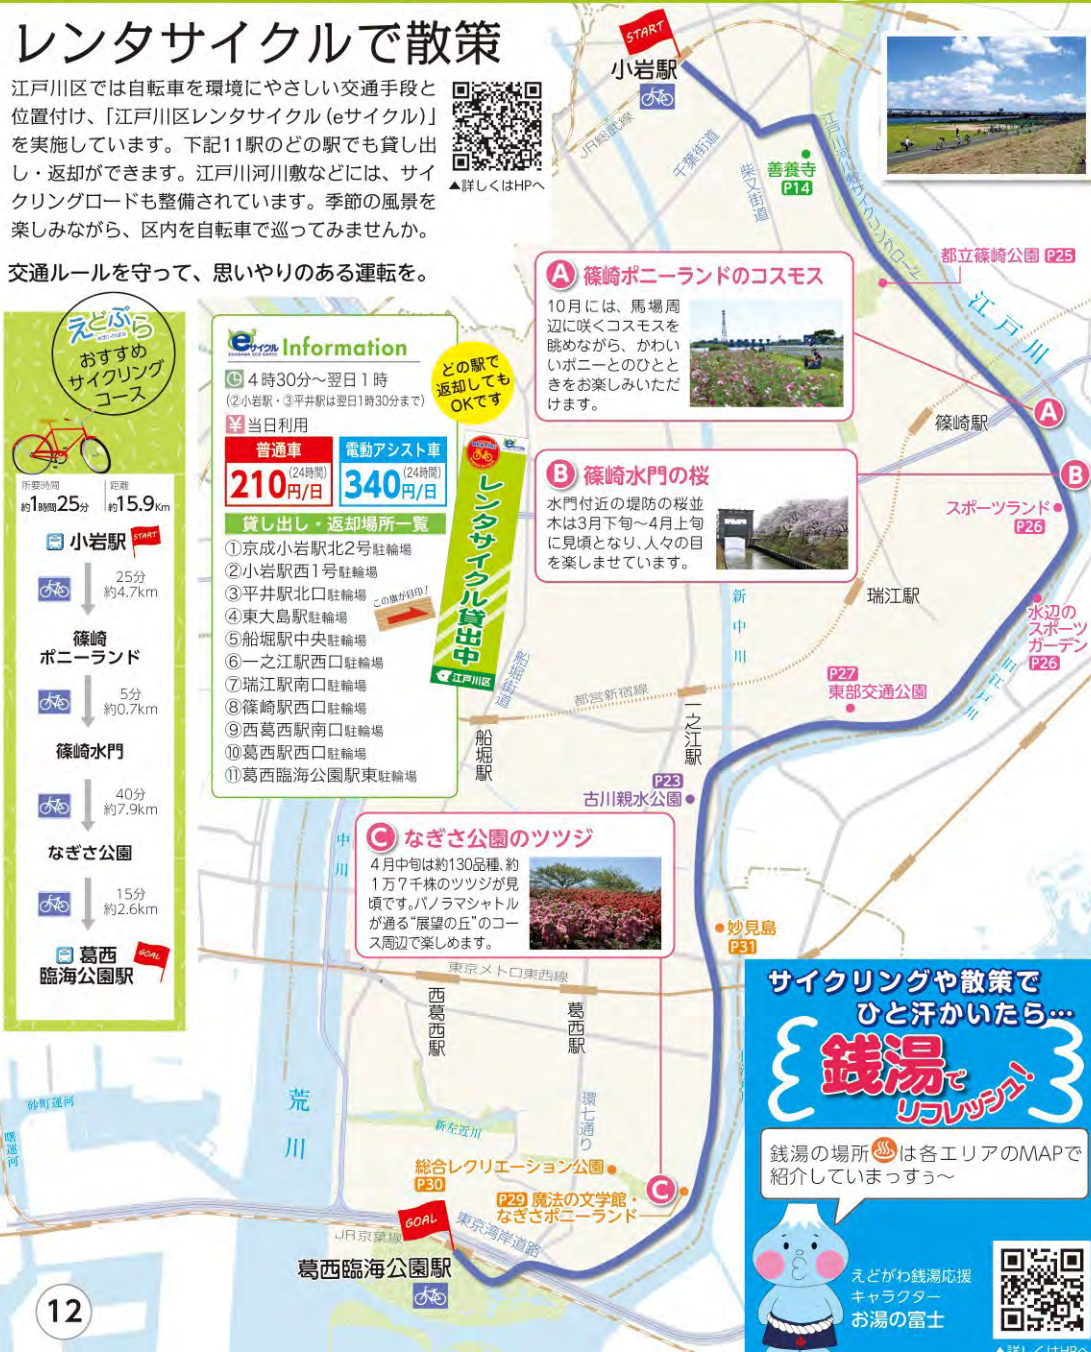 レンタサイクルで散策
江戸川区では自転車を環境にやさしい交通手段と
位置付け、「江戸川区レンタサイクル(eサイクル)」
を実施しています。下記11駅のどの駅でも貸し出
し・返却ができます。江戸川河川敷などには、サイ
クリングロードも整備されています。季節の風景を
楽しみながら、区内を自転車で巡ってみませんか。
▲詳しくはHPへ
交通ルールを守って、思いやりのある運転を。
えどぶら
edo-bura
おすすめ
サイクリング
コース
所要時間
約1時間25分
距離
約15.9Km
小岩駅
START
25分
約4.7km
篠崎
ポニーランド
5分
約0.7km
篠崎水門
40分
約7.9km
なぎさ公園
15分
約2.6km
葛西
臨海公園駅
GOAL
eサイクル
Information
4時30分～翌日1時
(②小岩駅・③平井駅は翌日1時30分まで)
¥ 当日利用
普通車
210円/日
(24時間)
電動アシスト車
340円/日
(24時間)
貸し出し・返却場所一覧
①京成小岩駅北2号駐輪場
②小岩駅西1号駐輪場
③平井駅北口駐輪場
④東大島駅駐輪場
⑤船堀駅中央駐輪場
⑥一之江駅西口駐輪場
⑦瑞江駅南口駐輪場
⑧篠崎駅西口駐輪場
⑨西葛西駅南口駐輪場
⑩葛西駅西口駐輪場
⑪葛西臨海公園駅東駐輪場
この旗が目印!
どの駅で
返却しても
OKです
レンタサイクル貸出中
江戸川区
START
小岩駅
JR総武線
千葉街道
柴又街道
善養寺
P14
江戸川河川敷サイクリングロード
都立篠崎公園 P25
江戸川
A 篠崎ポニーランドのコスモス
10月には、馬場周
辺に咲くコスモスを
眺めながら、かわい
いポニーとのひとと
きをお楽しみいただ
けます。
篠崎駅
A
B 篠崎水門の桜
水門付近の堤防の桜並
木は3月下旬～4月上旬
に見頃となり、人々の目
を楽しませています。
B
スポーツランド
P26
新中川
瑞江駅
水辺の
スポーツ
ガーデン
P26
旧江戸川
P27
東部交通公園
船堀街道
都営新宿線
船堀駅
一之江駅
P23
古川親水公園
中川
C なぎさ公園のツツジ
4月中旬は約130品種、約
1万7千株のツツジが見
頃です。パノラマシャトル
が通る“展望の丘”のコー
ス周辺で楽しめます。
妙見島
P31
東京メトロ東西線
西葛西駅
葛西駅
環七通り
荒川
砂町運河
曙運河
新左近川
総合レクリエーション公園
P30
P29 魔法の文学館・
なぎさポニーランド
C
GOAL
JR京葉線
東京湾岸道路
葛西臨海公園駅
サイクリングや散策で
ひと汗かいたら…
銭湯で
リフレッシュ!
銭湯の場所は各エリアのMAPで
紹介していまっすぅ～
えどがわ銭湯応援
キャラクター
お湯の富士
▲詳しくはHPへ
12